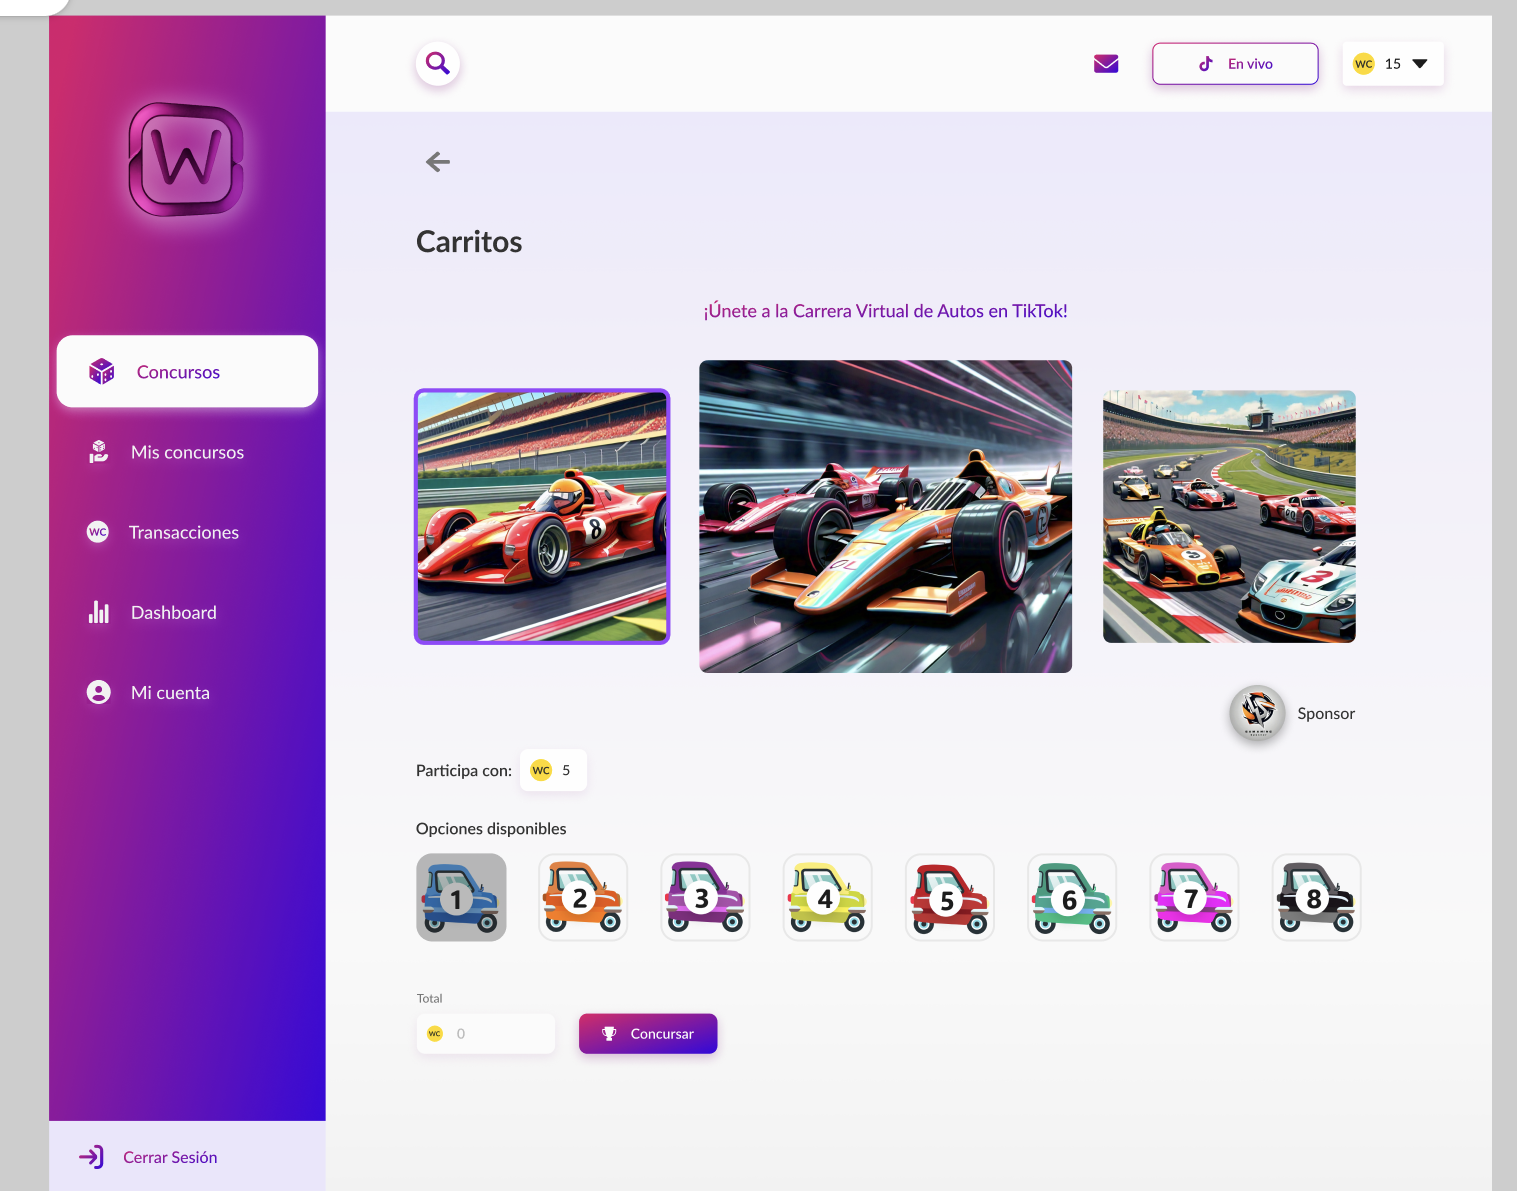 W
En vivo
WC 15
Concursos
Mis concursos
WC Transacciones
Dashboard
Mi cuenta
Cerrar Sesión
Carritos
¡Únete a la Carrera Virtual de Autos en TikTok!
8
3
Sponsor
Participa con: WC 5
Opciones disponibles
1 2 3 4 5 6 7 8
Total
WC 0
Concursar